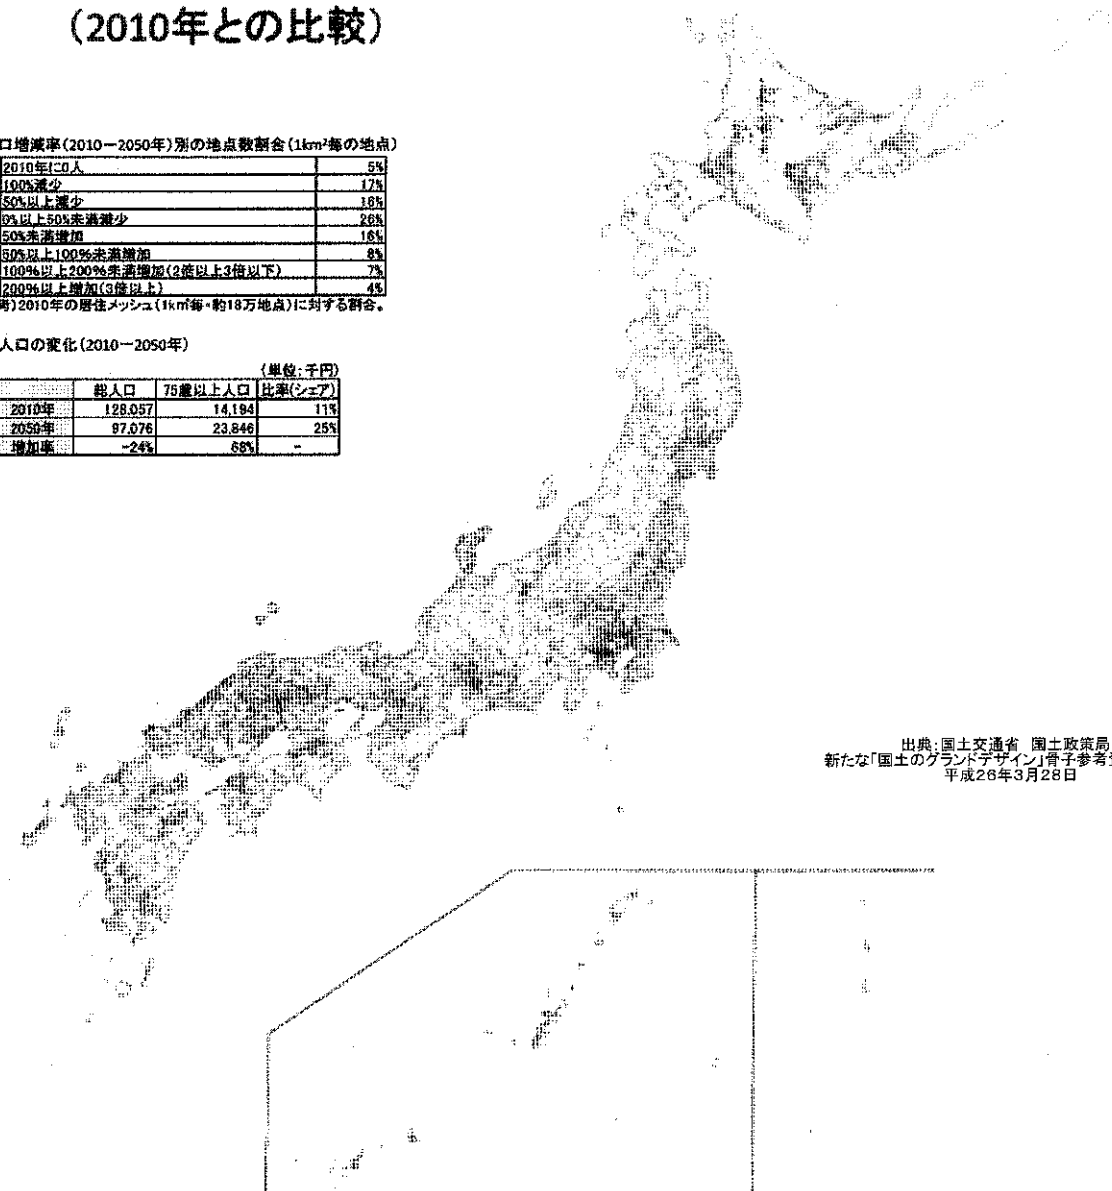 (2010年との比較)
口増減率(2010－2050年)別の地点数割合(1km²毎の地点)
2010年に0人 5%
100%減少 17%
50%以上減少 18%
0%以上50%未満減少 26%
50%未満増加 16%
50%以上100%未満増加 8%
100%以上200%未満増加(2倍以上3倍以下) 7%
200%以上増加(3倍以上) 4%
考)2010年の居住メッシュ(1km²毎・約18万地点)に対する割合。
人口の変化(2010－2050年)
(単位:千円)
総人口 75歳以上人口 比率(シェア)
2010年 128,057 14,194 11%
2050年 97,076 23,846 25%
増加率 -24% 68% -
出典:国土交通省 国土政策局
新たな「国土のグランドデザイン」骨子参考
平成26年3月28日